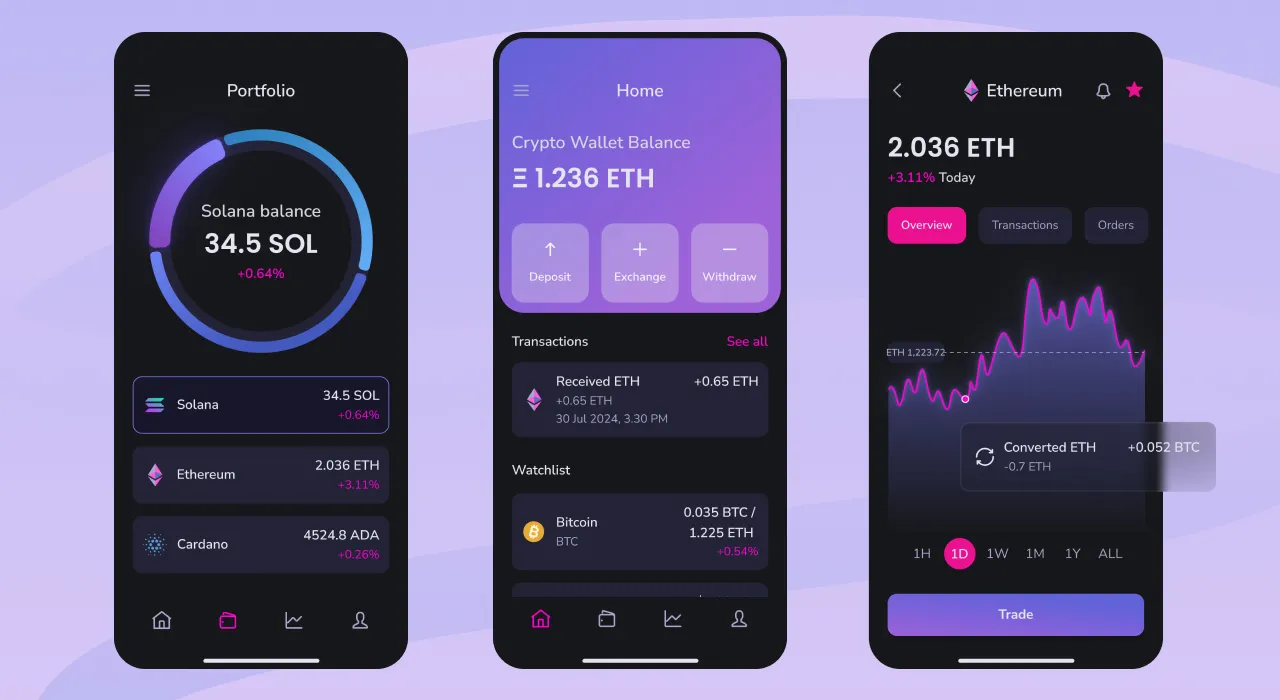 Portfolio
Solana balance
34.5 SOL
+0.64%
Solana
34.5 SOL
+0.64%
Ethereum
2.036 ETH
+3.11%
Cardano
4524.8 ADA
+0.26%
Home
Crypto Wallet Balance
Ξ 1.236 ETH
Deposit
Exchange
Withdraw
Transactions
See all
Received ETH
+0.65 ETH
+0.65 ETH
30 Jul 2024, 3.30 PM
Watchlist
Bitcoin
BTC
0.035 BTC /
1.225 ETH
+0.54%
Ethereum
2.036 ETH
+3.11% Today
Overview
Transactions
Orders
ETH 1,223.72
Converted ETH
+0.052 BTC
-0.7 ETH
1H
1D
1W
1M
1Y
ALL
Trade